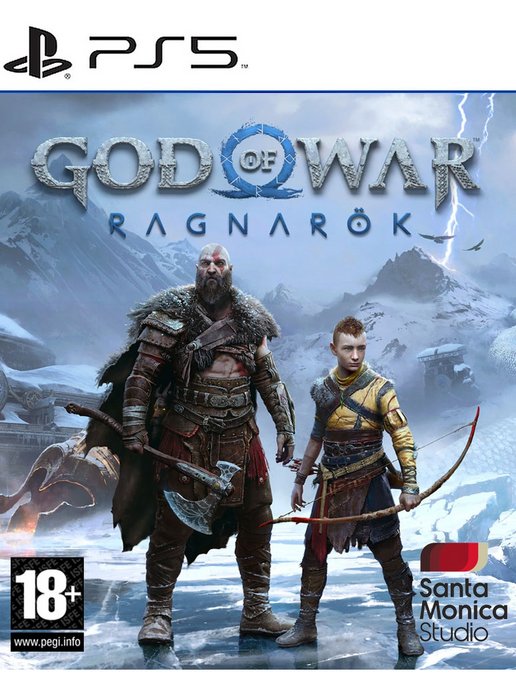 PS5
GOD OF WAR
RAGNARÖK
18+
www.pegi.info
Santa
Monica
Studio